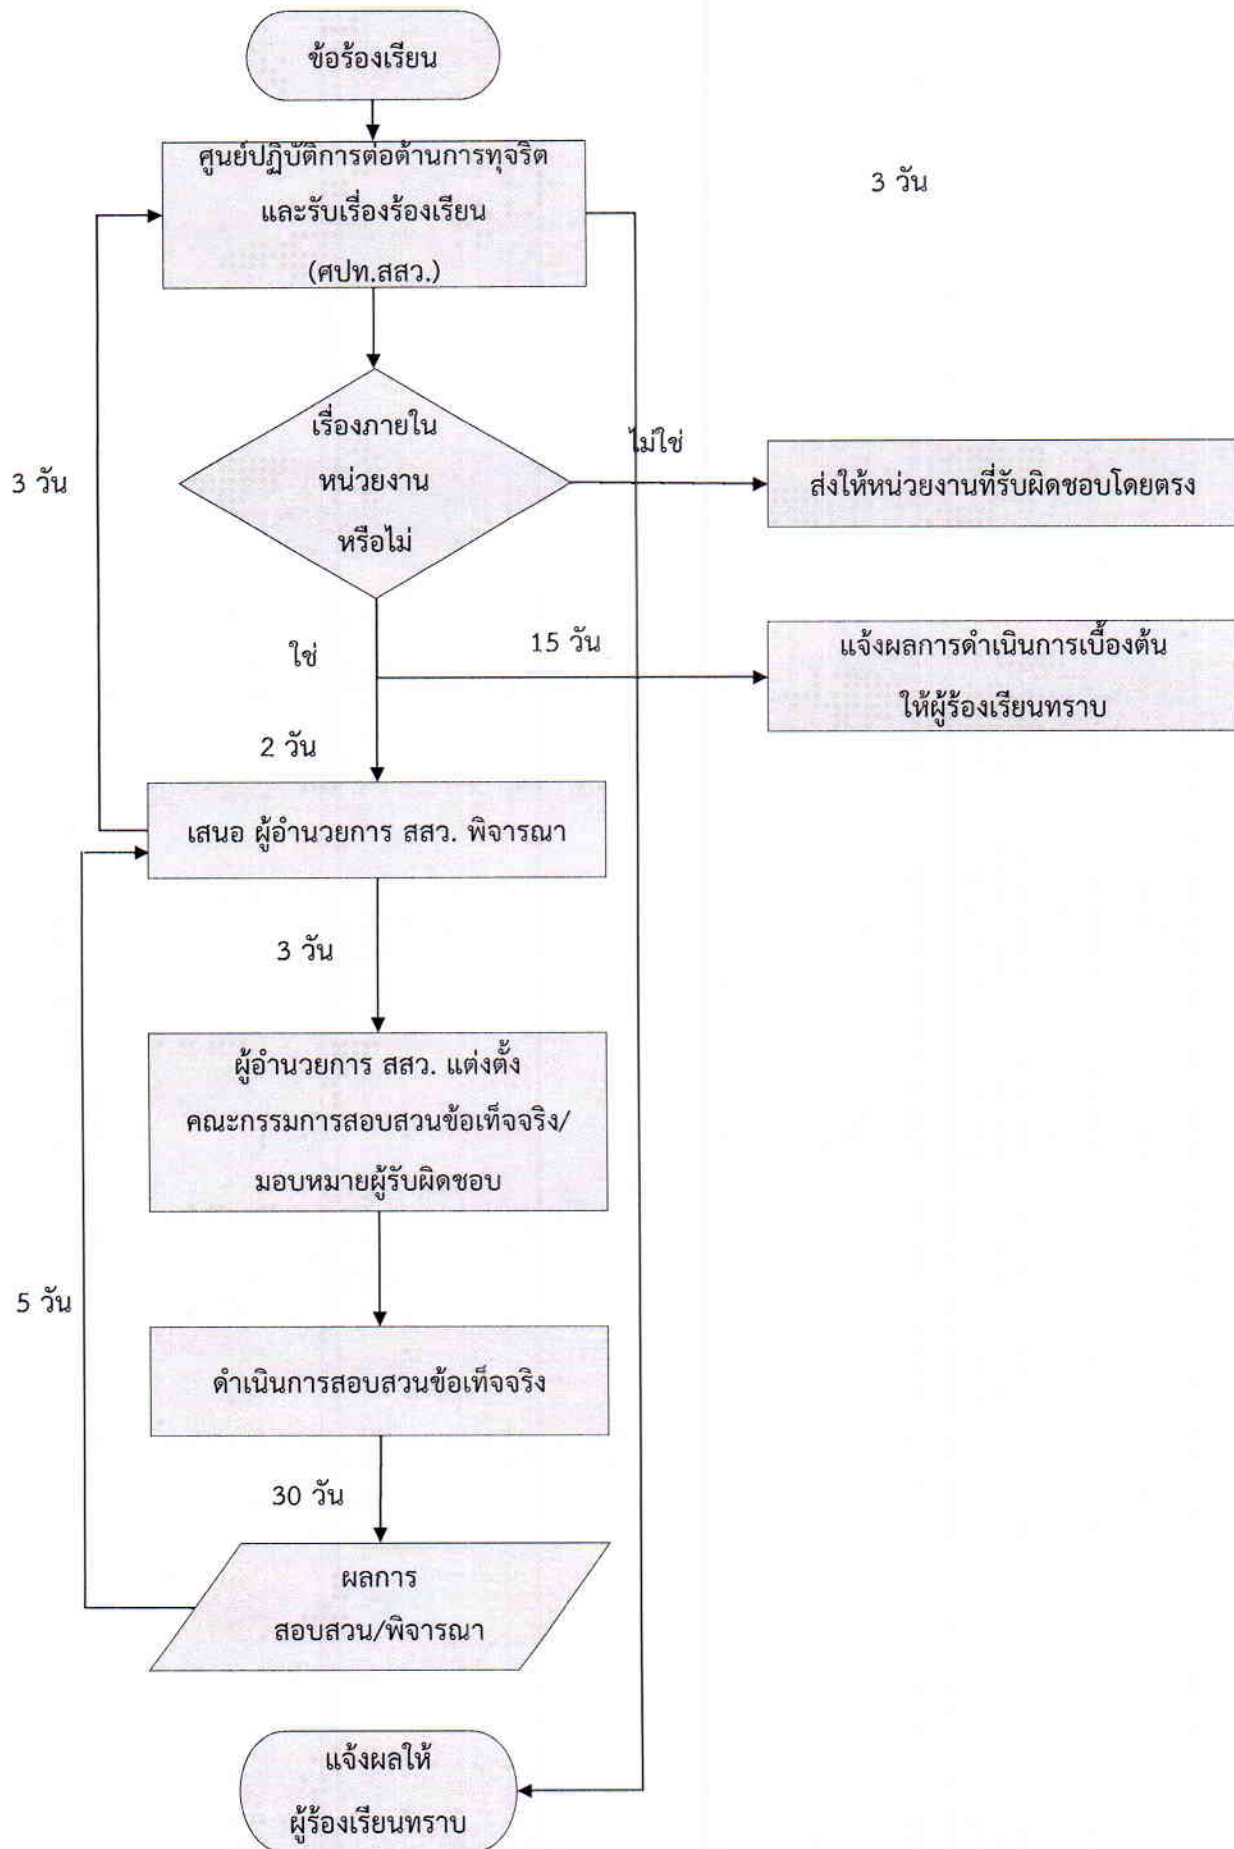 ข้อร้องเรียน
ศูนย์ปฏิบัติการต่อต้านการทุจริต
และรับเรื่องร้องเรียน
(ศปท.สสว.)
3 วัน
เรื่องภายใน
หน่วยงาน
หรือไม่
ไม่ใช่
ส่งให้หน่วยงานที่รับผิดชอบโดยตรง
3 วัน
ใช่
15 วัน
แจ้งผลการดำเนินการเบื้องต้น
ให้ผู้ร้องเรียนทราบ
2 วัน
เสนอ ผู้อำนวยการ สสว. พิจารณา
3 วัน
ผู้อำนวยการ สสว. แต่งตั้ง
คณะกรรมการสอบสวนข้อเท็จจริง/
มอบหมายผู้รับผิดชอบ
5 วัน
ดำเนินการสอบสวนข้อเท็จจริง
30 วัน
ผลการ
สอบสวน/พิจารณา
แจ้งผลให้
ผู้ร้องเรียนทราบ